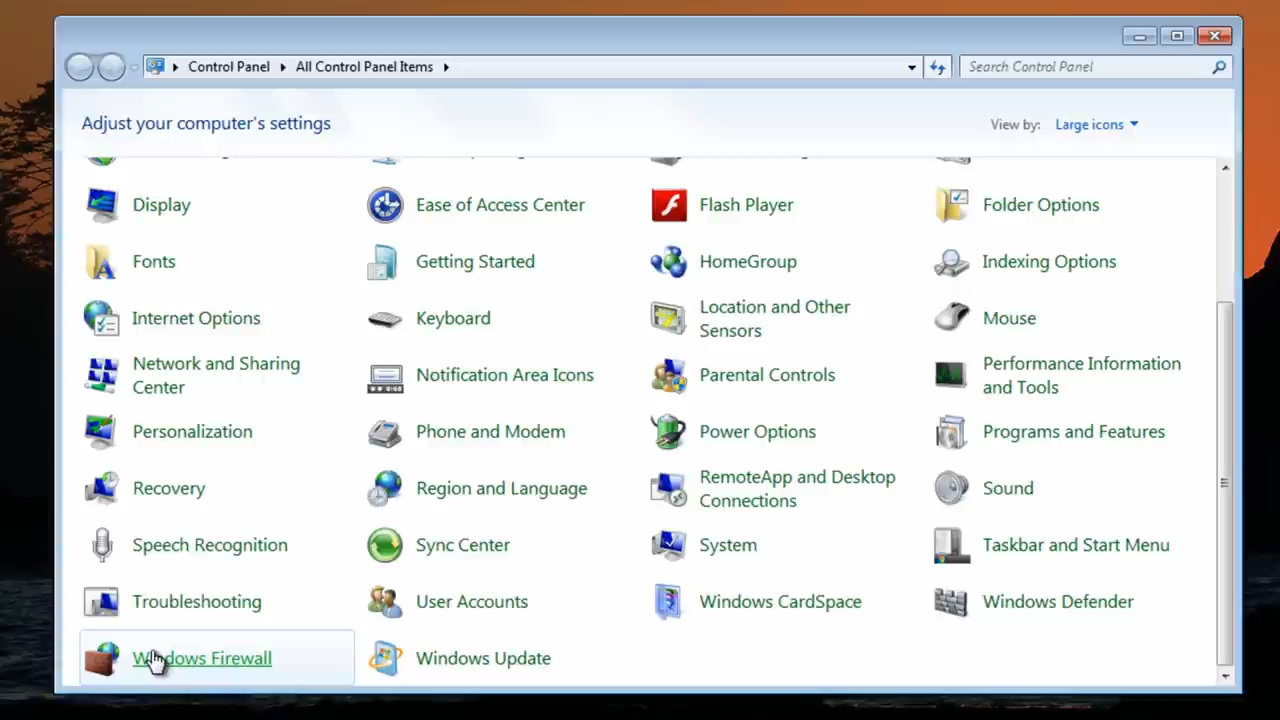 Control Panel
All Control Panel Items
Search Control Panel
Adjust your computer's settings
View by:
Large icons
Display
Ease of Access Center
Flash Player
Folder Options
Fonts
Getting Started
HomeGroup
Indexing Options
Internet Options
Keyboard
Location and Other
Sensors
Mouse
Network and Sharing
Center
Notification Area Icons
Parental Controls
Performance Information
and Tools
Personalization
Phone and Modem
Power Options
Programs and Features
Recovery
Region and Language
RemoteApp and Desktop
Connections
Sound
Speech Recognition
Sync Center
System
Taskbar and Start Menu
Troubleshooting
User Accounts
Windows CardSpace
Windows Defender
Windows Firewall
Windows Update